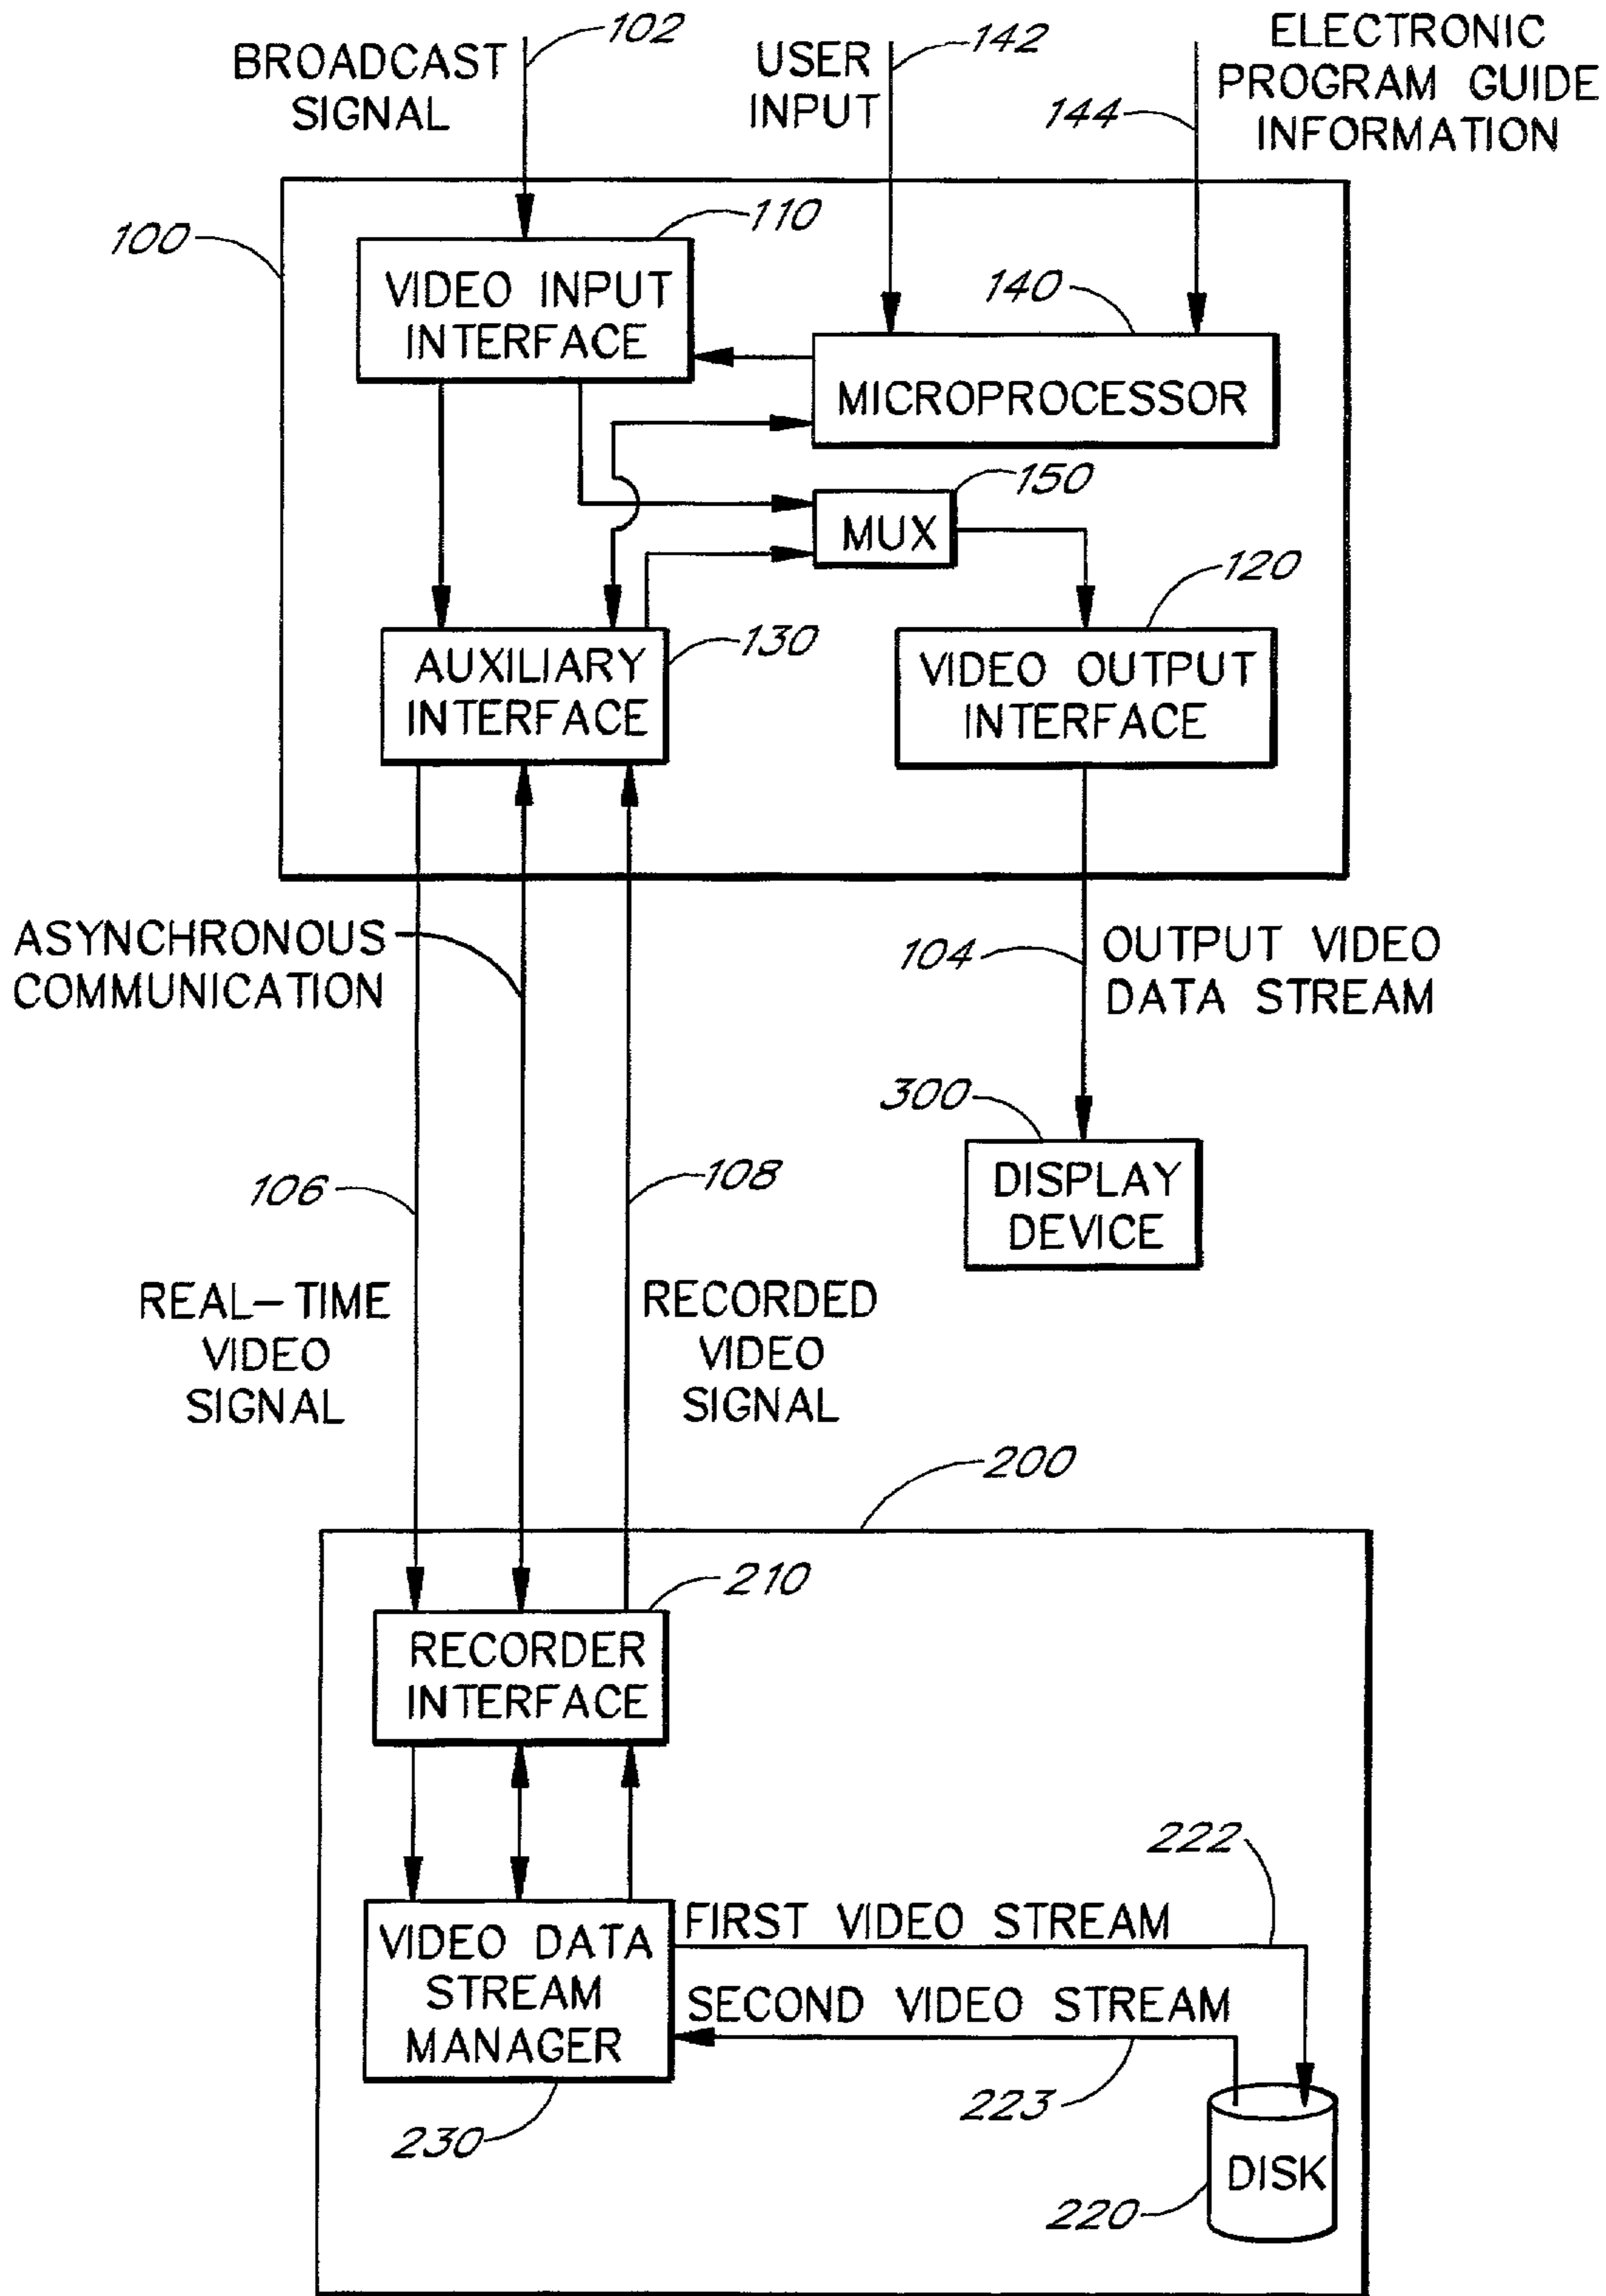 102
BROADCAST
SIGNAL
USER
INPUT
142
144
ELECTRONIC
PROGRAM GUIDE
INFORMATION
100
110
VIDEO INPUT
INTERFACE
140
MICROPROCESSOR
150
MUX
120
130
AUXILIARY
INTERFACE
VIDEO OUTPUT
INTERFACE
ASYNCHRONOUS
COMMUNICATION
104
OUTPUT VIDEO
DATA STREAM
300
DISPLAY
DEVICE
106
108
REAL-TIME
VIDEO
SIGNAL
RECORDED
VIDEO
SIGNAL
200
210
RECORDER
INTERFACE
222
FIRST VIDEO STREAM
VIDEO DATA
STREAM
MANAGER
SECOND VIDEO STREAM
223
230
DISK
220